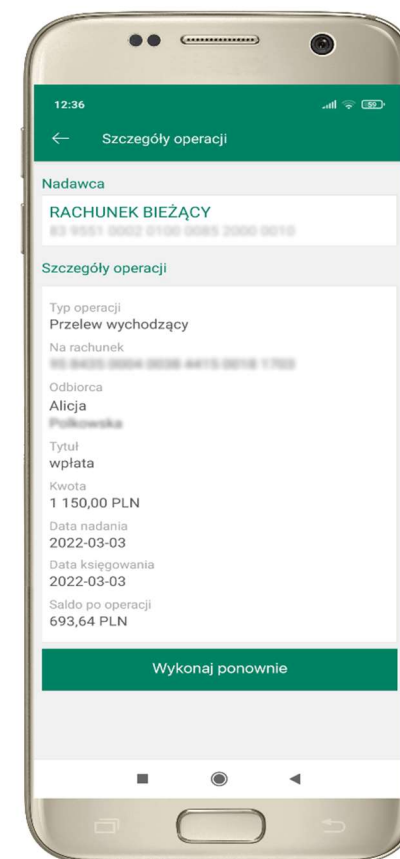 12:36
59
Szczegóły operacji
Nadawca
RACHUNEK BIEŻĄCY
Szczegóły operacji
Typ operacji
Przelew wychodzący
Na rachunek
Odbiorca
Alicja
Tytuł
wpłata
Kwota
1 150,00 PLN
Data nadania
2022-03-03
Data księgowania
2022-03-03
Saldo po operacji
693,64 PLN
Wykonaj ponownie